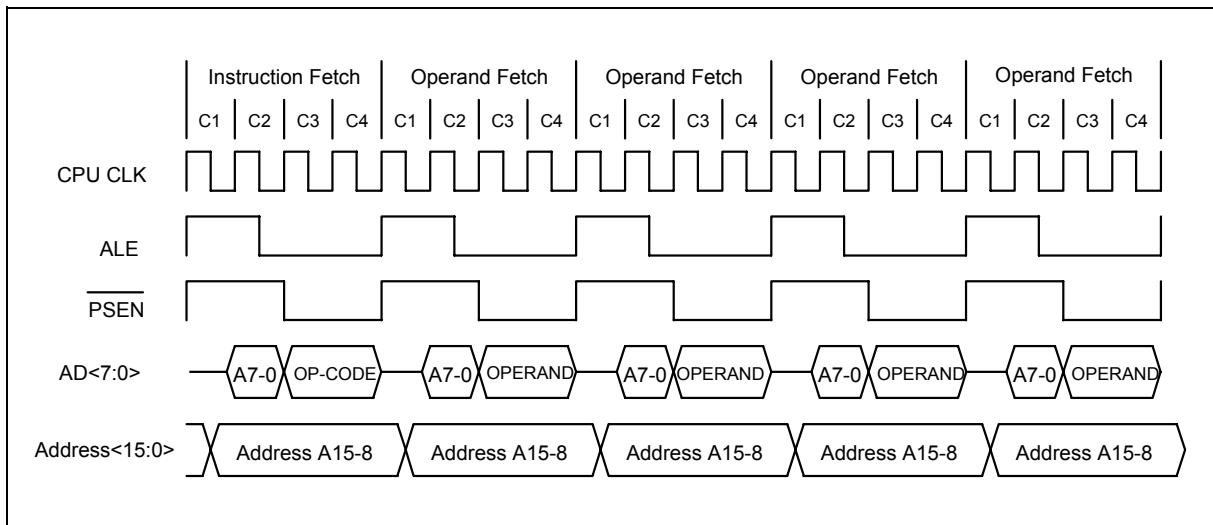 Instruction Fetch Operand Fetch Operand Fetch Operand Fetch Operand Fetch
C1 C2 C3 C4 C1 C2 C3 C4 C1 C2 C3 C4 C1 C2 C3 C4 C1 C2 C3 C4
CPU CLK
ALE
PSEN
AD<7:0> A7-0 OP-CODE A7-0 OPERAND A7-0 OPERAND A7-0 OPERAND A7-0 OPERAND
Address<15:0> Address A15-8 Address A15-8 Address A15-8 Address A15-8 Address A15-8